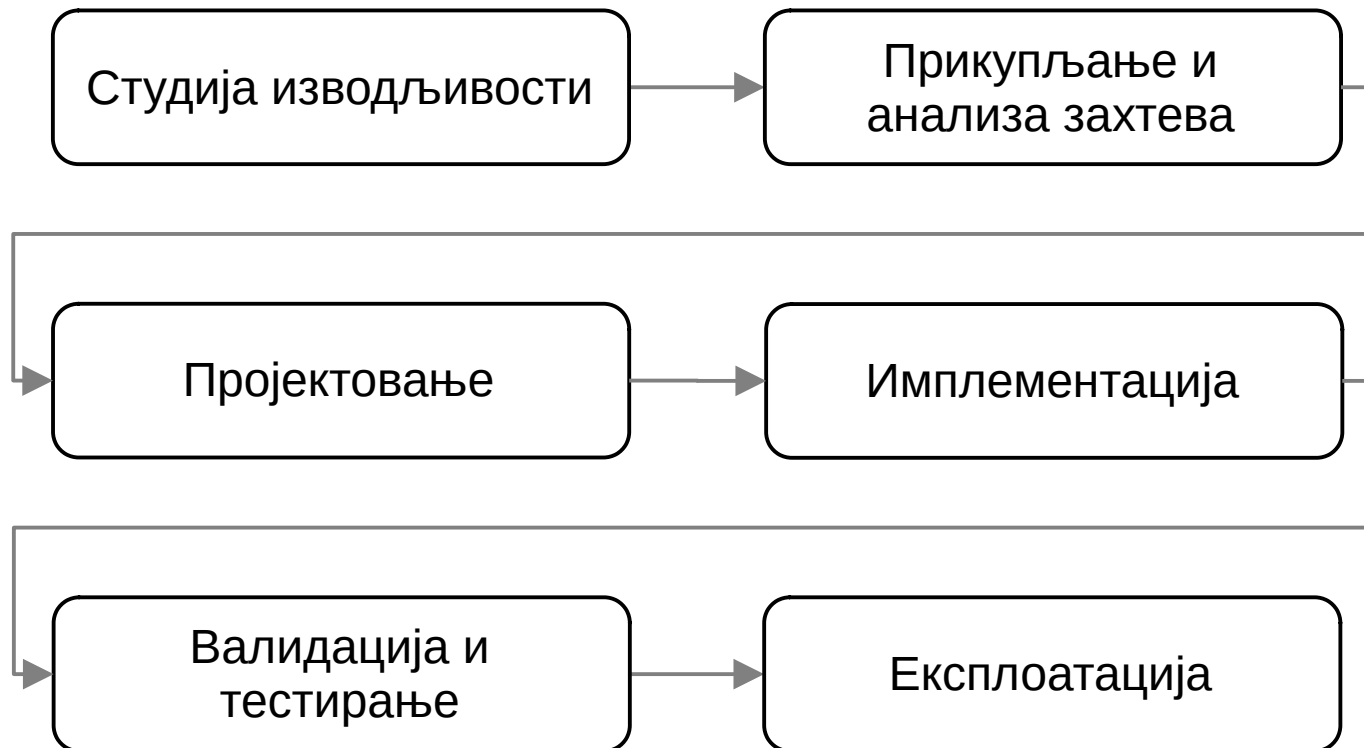 Студија изводљивости
Прикупљање и
анализа захтева
Пројектовање
Имплементација
Валидација и
тестирање
Експлоатација